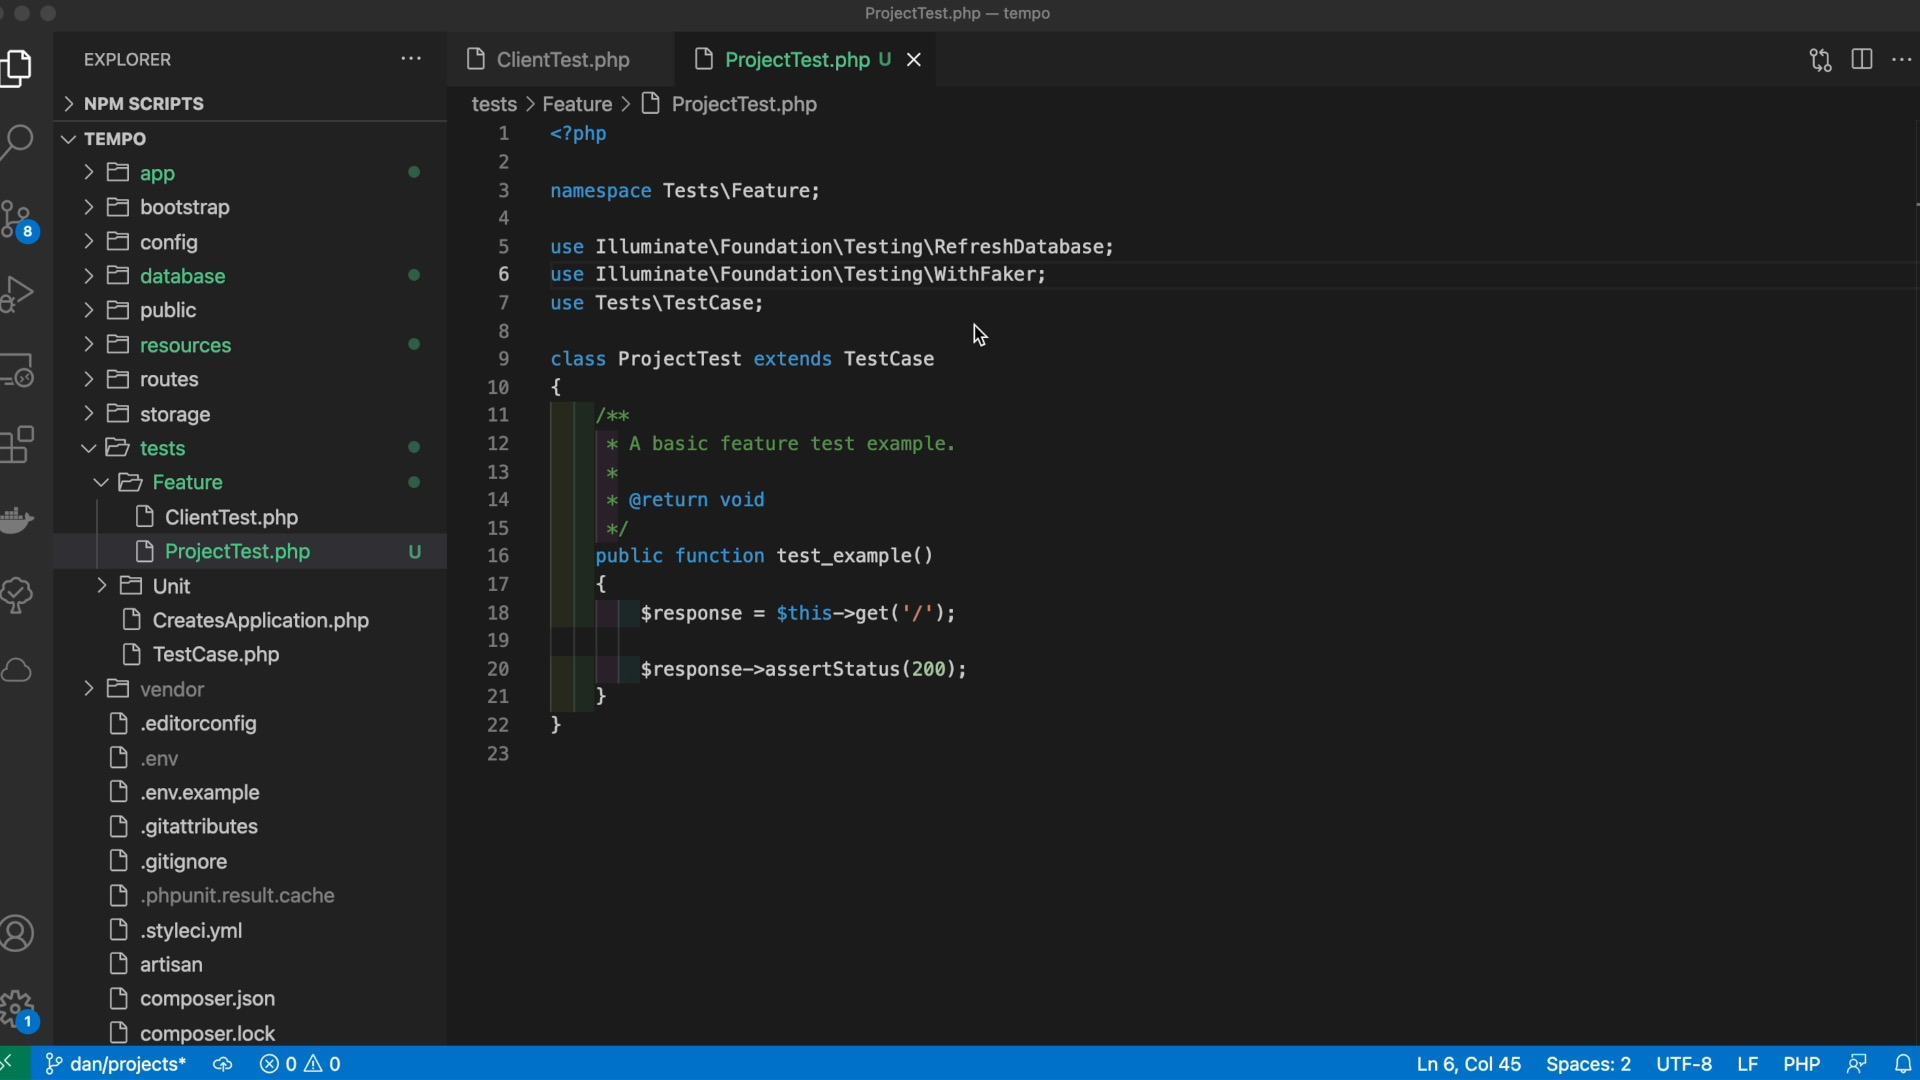 ProjectTest.php — tempo
EXPLORER
NPM SCRIPTS
TEMPO
app
bootstrap
config
database
public
resources
routes
storage
tests
Feature
ClientTest.php
ProjectTest.php U
Unit
CreatesApplication.php
TestCase.php
vendor
.editorconfig
.env
.env.example
.gitattributes
.gitignore
.phpunit.result.cache
.styleci.yml
artisan
composer.json
composer.lock
8
1
ClientTest.php
ProjectTest.php U
tests > Feature > ProjectTest.php
1 <?php
2
3 namespace Tests\Feature;
4
5 use Illuminate\Foundation\Testing\RefreshDatabase;
6 use Illuminate\Foundation\Testing\WithFaker;
7 use Tests\TestCase;
8
9 class ProjectTest extends TestCase
10 {
11 /**
12 * A basic feature test example.
13 *
14 * @return void
15 */
16 public function test_example()
17 {
18 $response = $this->get('/');
19
20 $response->assertStatus(200);
21 }
22 }
23
dan/projects* 0 0 Ln 6, Col 45 Spaces: 2 UTF-8 LF PHP